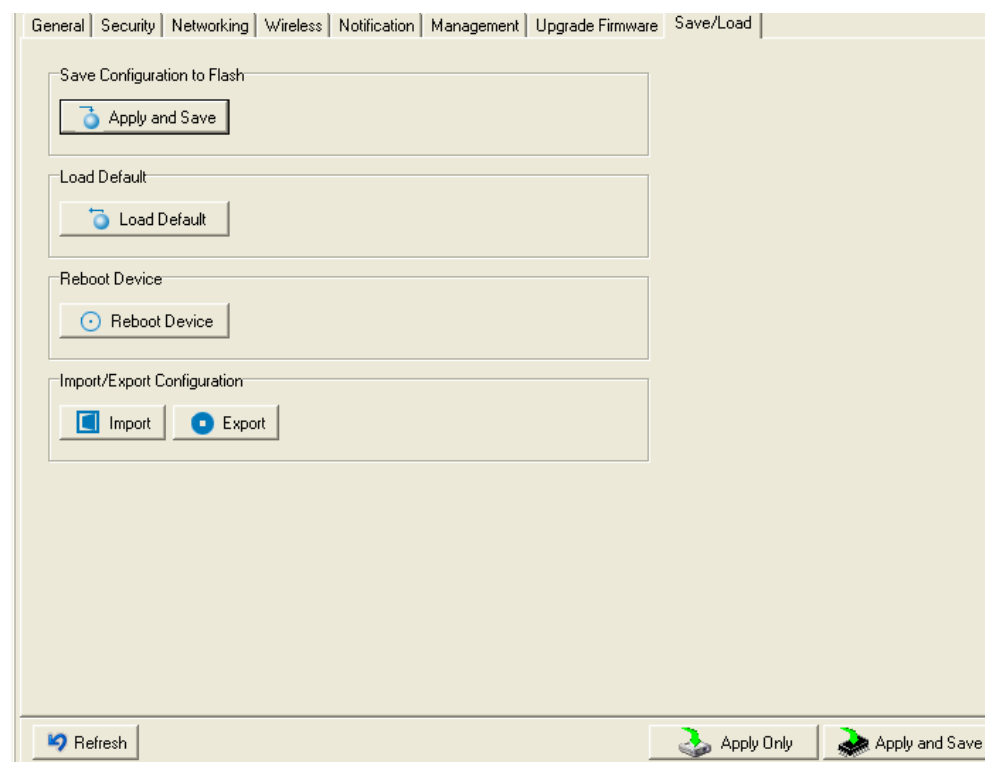 General Security Networking Wireless Notification Management Upgrade Firmware Save/Load
Save Configuration to Flash
Apply and Save
Load Default
Load Default
Reboot Device
Reboot Device
Import/Export Configuration
Import Export
Refresh Apply Only Apply and Save